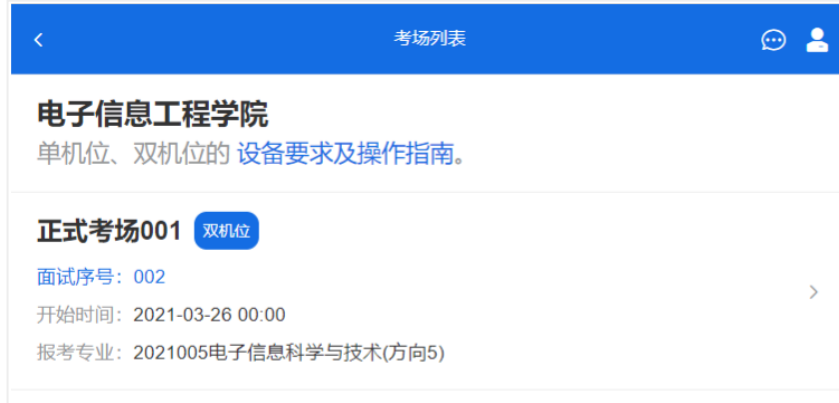 考场列表
电子信息工程学院
单机位、双机位的 设备要求及操作指南。
正式考场001 双机位
面试序号：002
开始时间：2021-03-26 00:00
报考专业：2021005电子信息科学与技术(方向5)